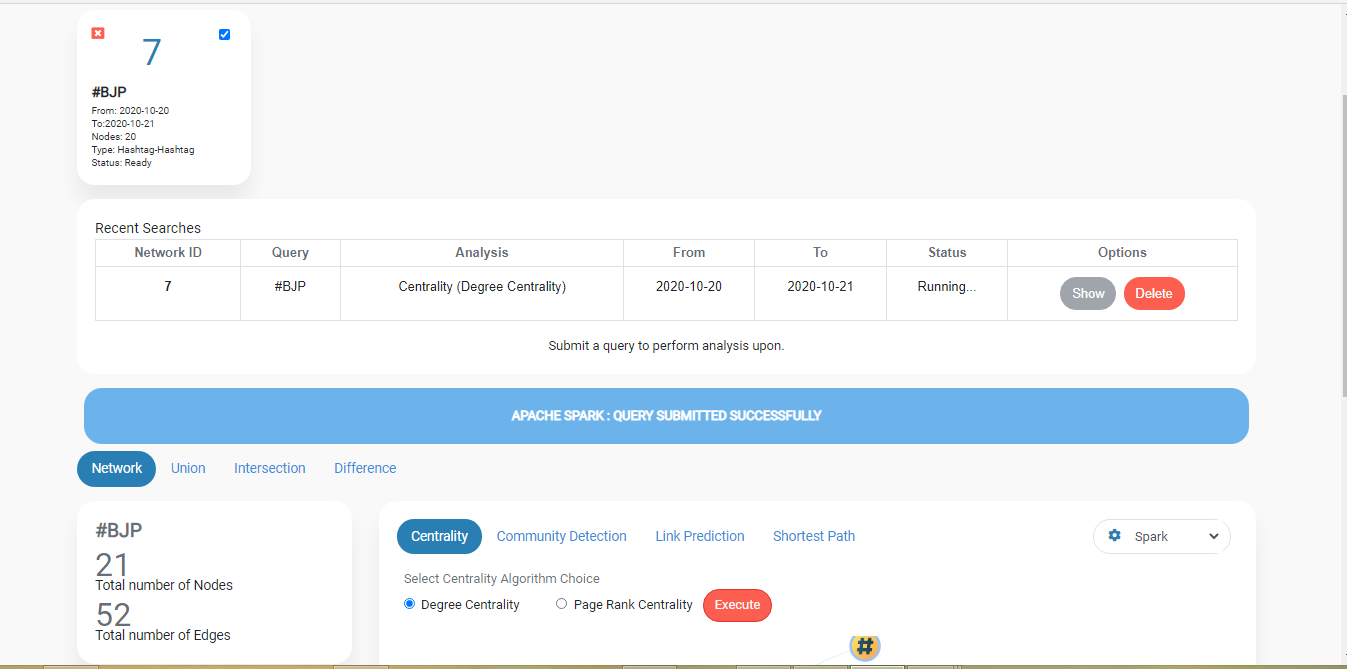 7
#BJP
From: 2020-10-20
To:2020-10-21
Nodes: 20
Type: Hashtag-Hashtag
Status: Ready
Recent Searches
Network ID Query Analysis From To Status Options
7 #BJP Centrality (Degree Centrality) 2020-10-20 2020-10-21 Running... Show Delete
Submit a query to perform analysis upon.
APACHE SPARK : QUERY SUBMITTED SUCCESSFULLY
Network Union Intersection Difference
#BJP
21
Total number of Nodes
52
Total number of Edges
Centrality Community Detection Link Prediction Shortest Path Spark
Select Centrality Algorithm Choice
Degree Centrality Page Rank Centrality Execute
#